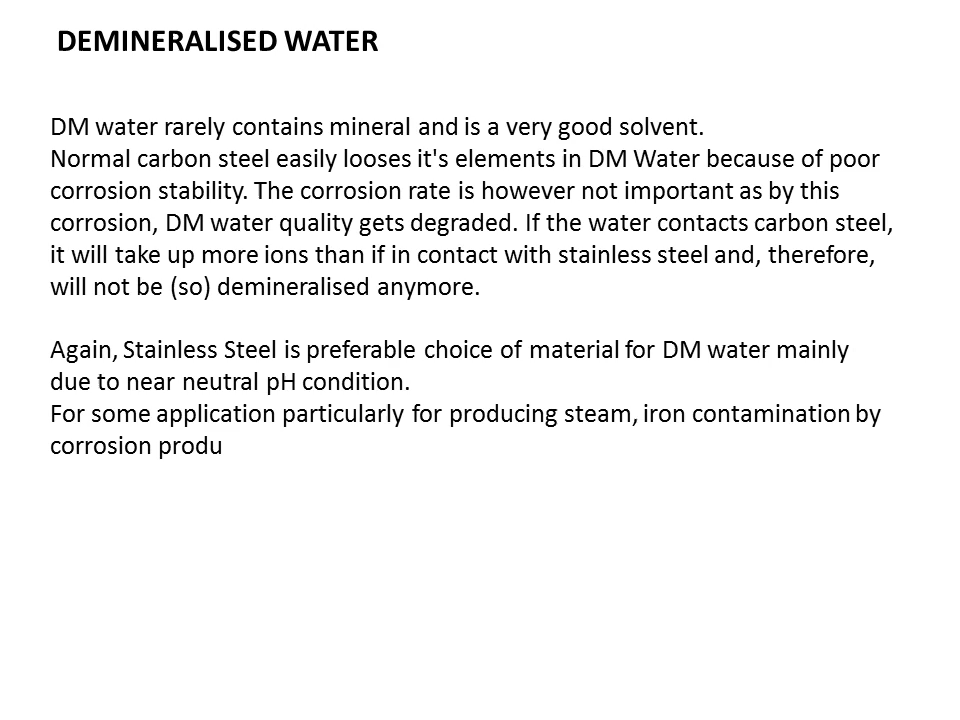 DEMINERALISED WATER
DM water rarely contains mineral and is a very good solvent.
Normal carbon steel easily looses it's elements in DM Water because of poor
corrosion stability. The corrosion rate is however not important as by this
corrosion, DM water quality gets degraded. If the water contacts carbon steel,
it will take up more ions than if in contact with stainless steel and, therefore,
will not be (so) demineralised anymore.
Again, Stainless Steel is preferable choice of material for DM water mainly
due to near neutral pH condition.
For some application particularly for producing steam, iron contamination by
corrosion produ